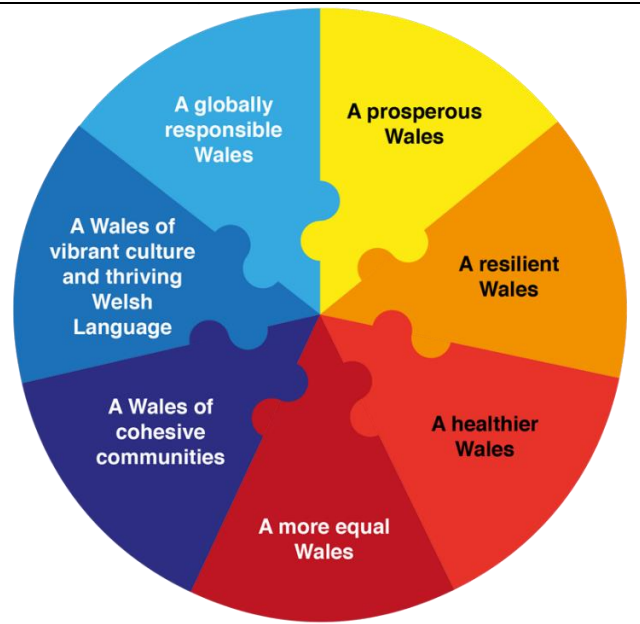 A globally
responsible
Wales
A prosperous
Wales
A resilient
Wales
A healthier
Wales
A more equal
Wales
A Wales of
cohesive
communities
A Wales of
vibrant culture
and thriving
Welsh
Language